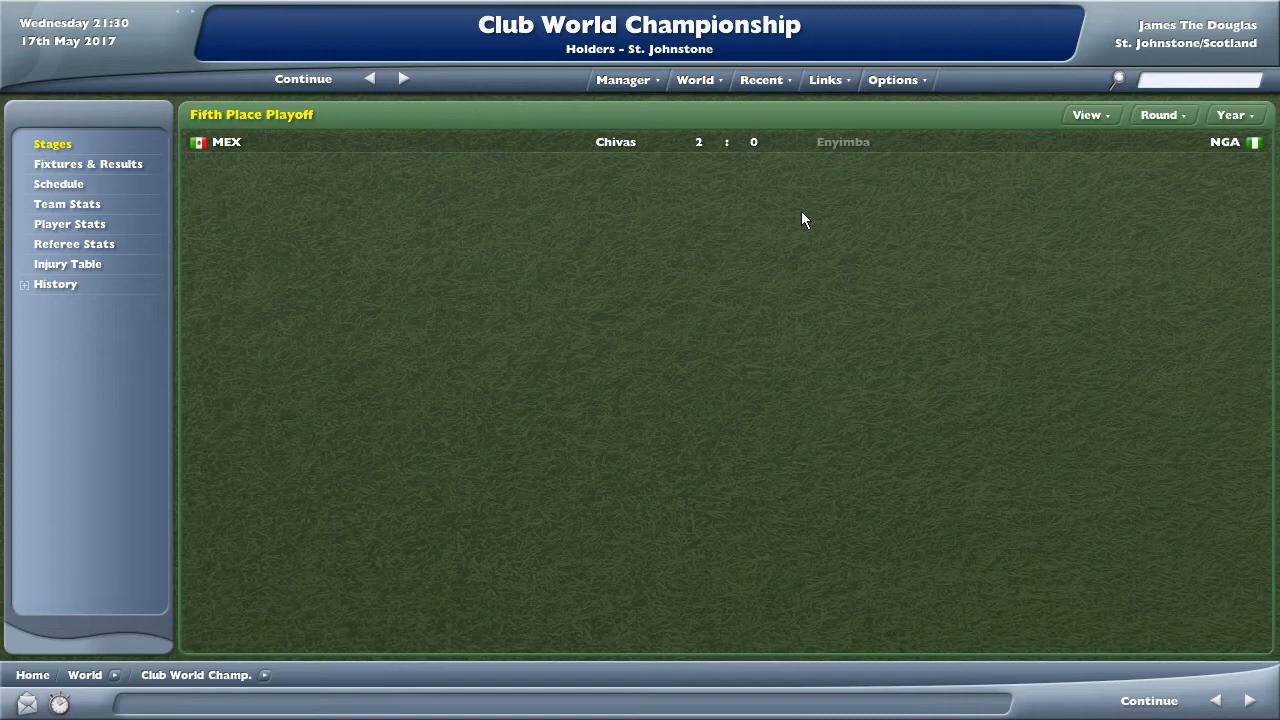 Wednesday 21:30
17th May 2017
Club World Championship
Holders - St. Johnstone
James The Douglas
St. Johnstone/Scotland
Continue
Manager World Recent Links Options
Fifth Place Playoff
View Round Year
MEX Chivas 2 : 0 Enyimba NGA
Stages
Fixtures & Results
Schedule
Team Stats
Player Stats
Referee Stats
Injury Table
History
Home World Club World Champ.
Continue